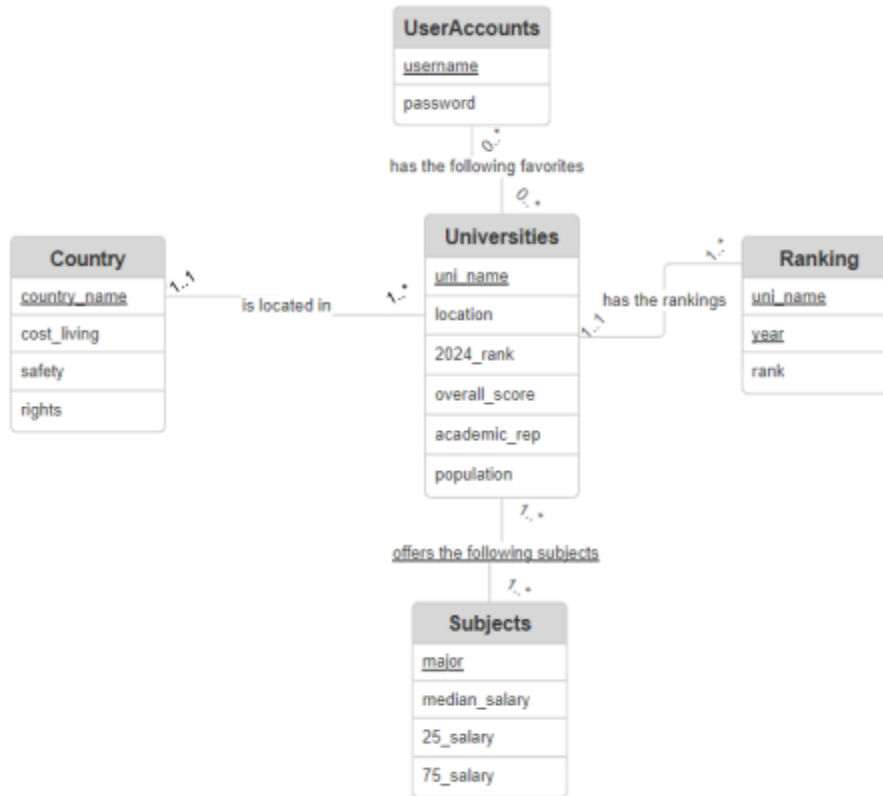 UserAccounts
username
password
0..*
has the following favorites
0..*
Universities
uni_name
location
2024_rank
overall_score
academic_rep
population
Country
country_name
cost_living
safety
rights
1..1
is located in
1..*
1..1
has the rankings
1..*
Ranking
uni_name
year
rank
1..*
offers the following subjects
1..*
Subjects
major
median_salary
25_salary
75_salary